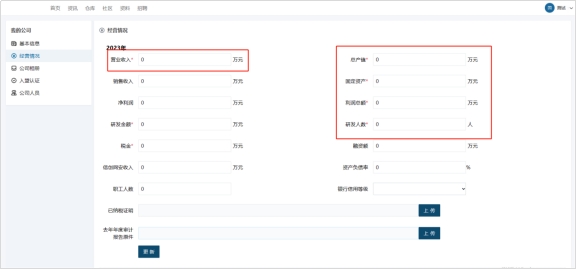 首页 资讯 仓库 社区 资料 招聘
测试
我的公司
基本信息
经营情况
公司相册
入盟认证
公司人员
经营情况
2023年
营业收入* 0 万元 总产值* 0 万元
销售收入 0 万元 固定资产* 0 万元
净利润 0 万元 利润总额* 0 万元
研发金额* 0 万元 研发人数* 0 人
税金* 0 万元 融资额 0 万元
信创网安收入 0 万元 资产负债率 0 %
职工人数 0 银行信用等级
已纳税证明 上传
去年年度审计 上传
报告原件
更新